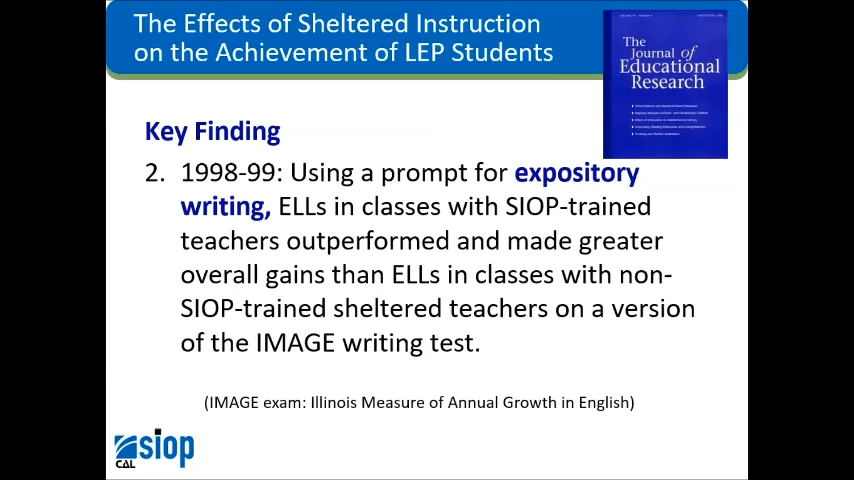 The Effects of Sheltered Instruction
on the Achievement of LEP Students
The
Journal of
Educational
Research
Key Finding
2. 1998-99: Using a prompt for expository
writing, ELLs in classes with SIOP-trained
teachers outperformed and made greater
overall gains than ELLs in classes with non-
SIOP-trained sheltered teachers on a version
of the IMAGE writing test.
(IMAGE exam: Illinois Measure of Annual Growth in English)
siop
CAL